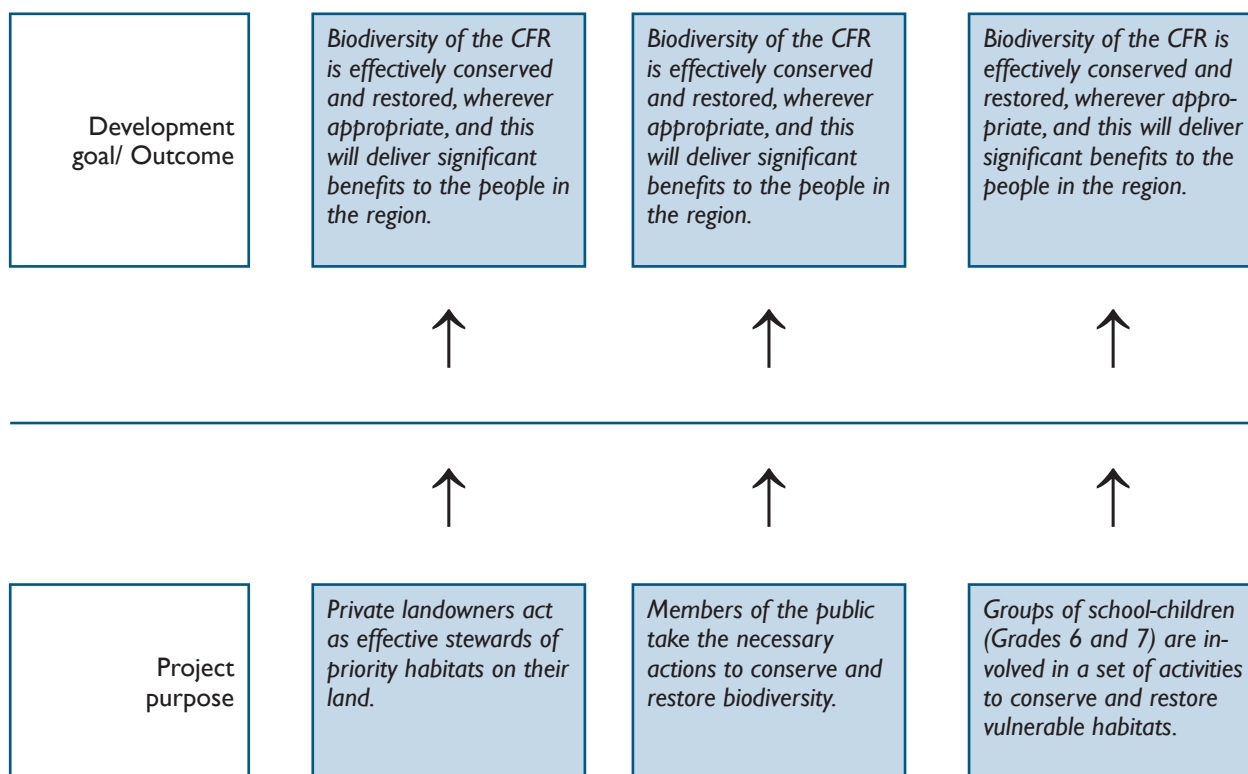 Development
goal/ Outcome
Biodiversity of the CFR
is effectively conserved
and restored, wherever
appropriate, and this
will deliver significant
benefits to the people in
the region.
Biodiversity of the CFR
is effectively conserved
and restored, wherever
appropriate, and this
will deliver significant
benefits to the people in
the region.
Biodiversity of the CFR is
effectively conserved and
restored, wherever appro-
priate, and this will deliver
significant benefits to the
people in the region.
Project
purpose
Private landowners act
as effective stewards of
priority habitats on their
land.
Members of the public
take the necessary
actions to conserve and
restore biodiversity.
Groups of school-children
(Grades 6 and 7) are in-
volved in a set of activities
to conserve and restore
vulnerable habitats.